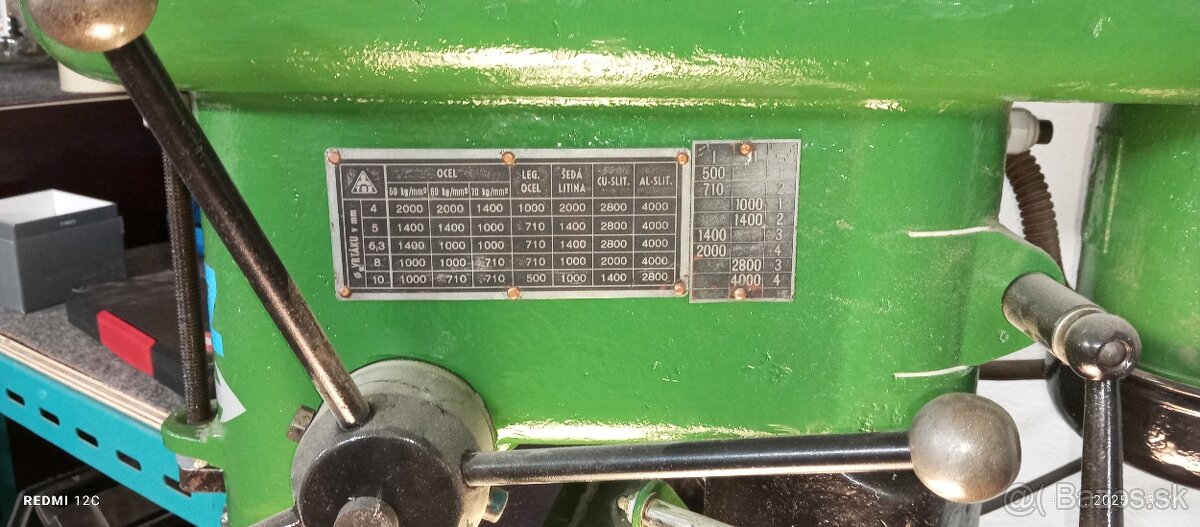 OCEL LEG. OCEL ŠEDÁ LITINA CU-SLIT. AL-SLIT.
50 kg/mm² 60 kg/mm² 70 kg/mm²
ø VRTÁKU v mm
4 2000 2000 1400 1000 2000 2800 4000
5 1400 1400 1000 710 1400 2800 4000
6,3 1400 1000 1000 710 1400 2800 4000
8 1000 1000 710 710 1000 2000 4000
10 1000 710 710 500 1000 1400 2800
I II
500 1
710 2
1000 1
1400 2
1400 3
2000 4
2800 3
4000 4
REDMI 12C
Bazos.sk